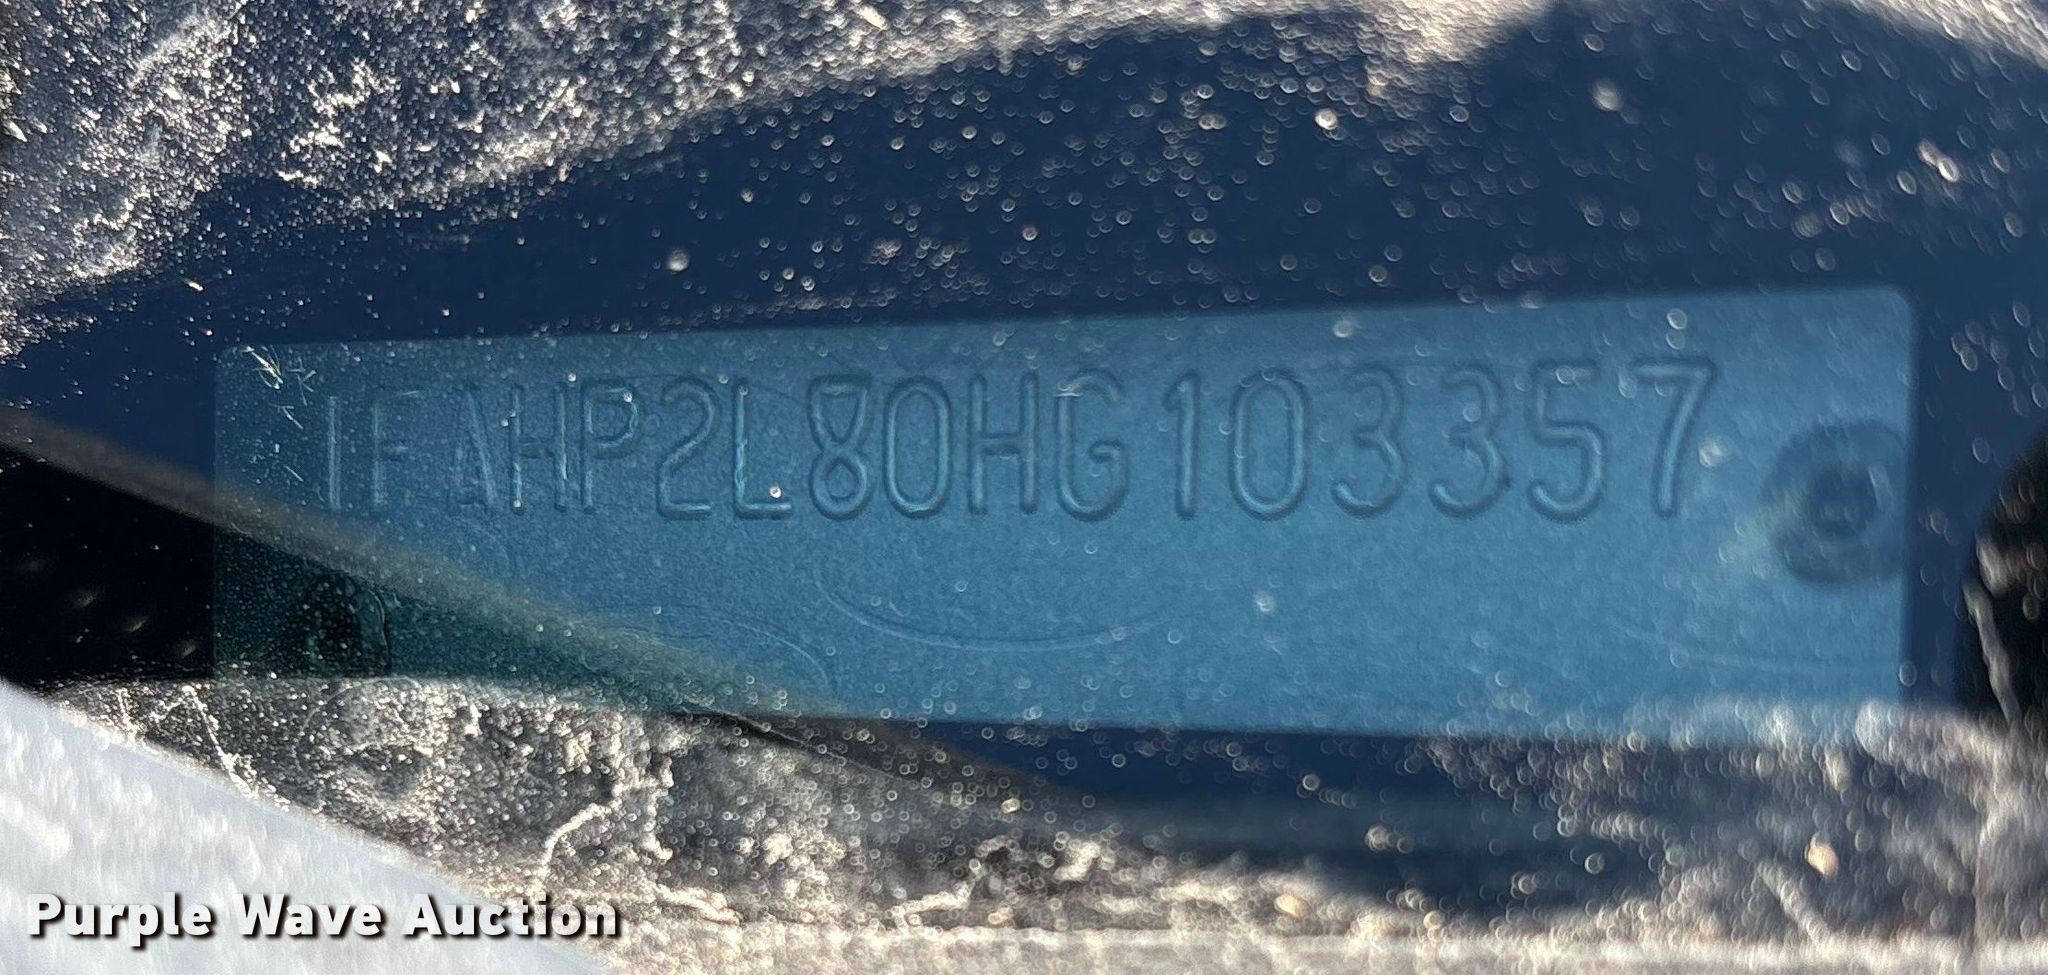 1FAHP2L80HG103357
Purple Wave Auction